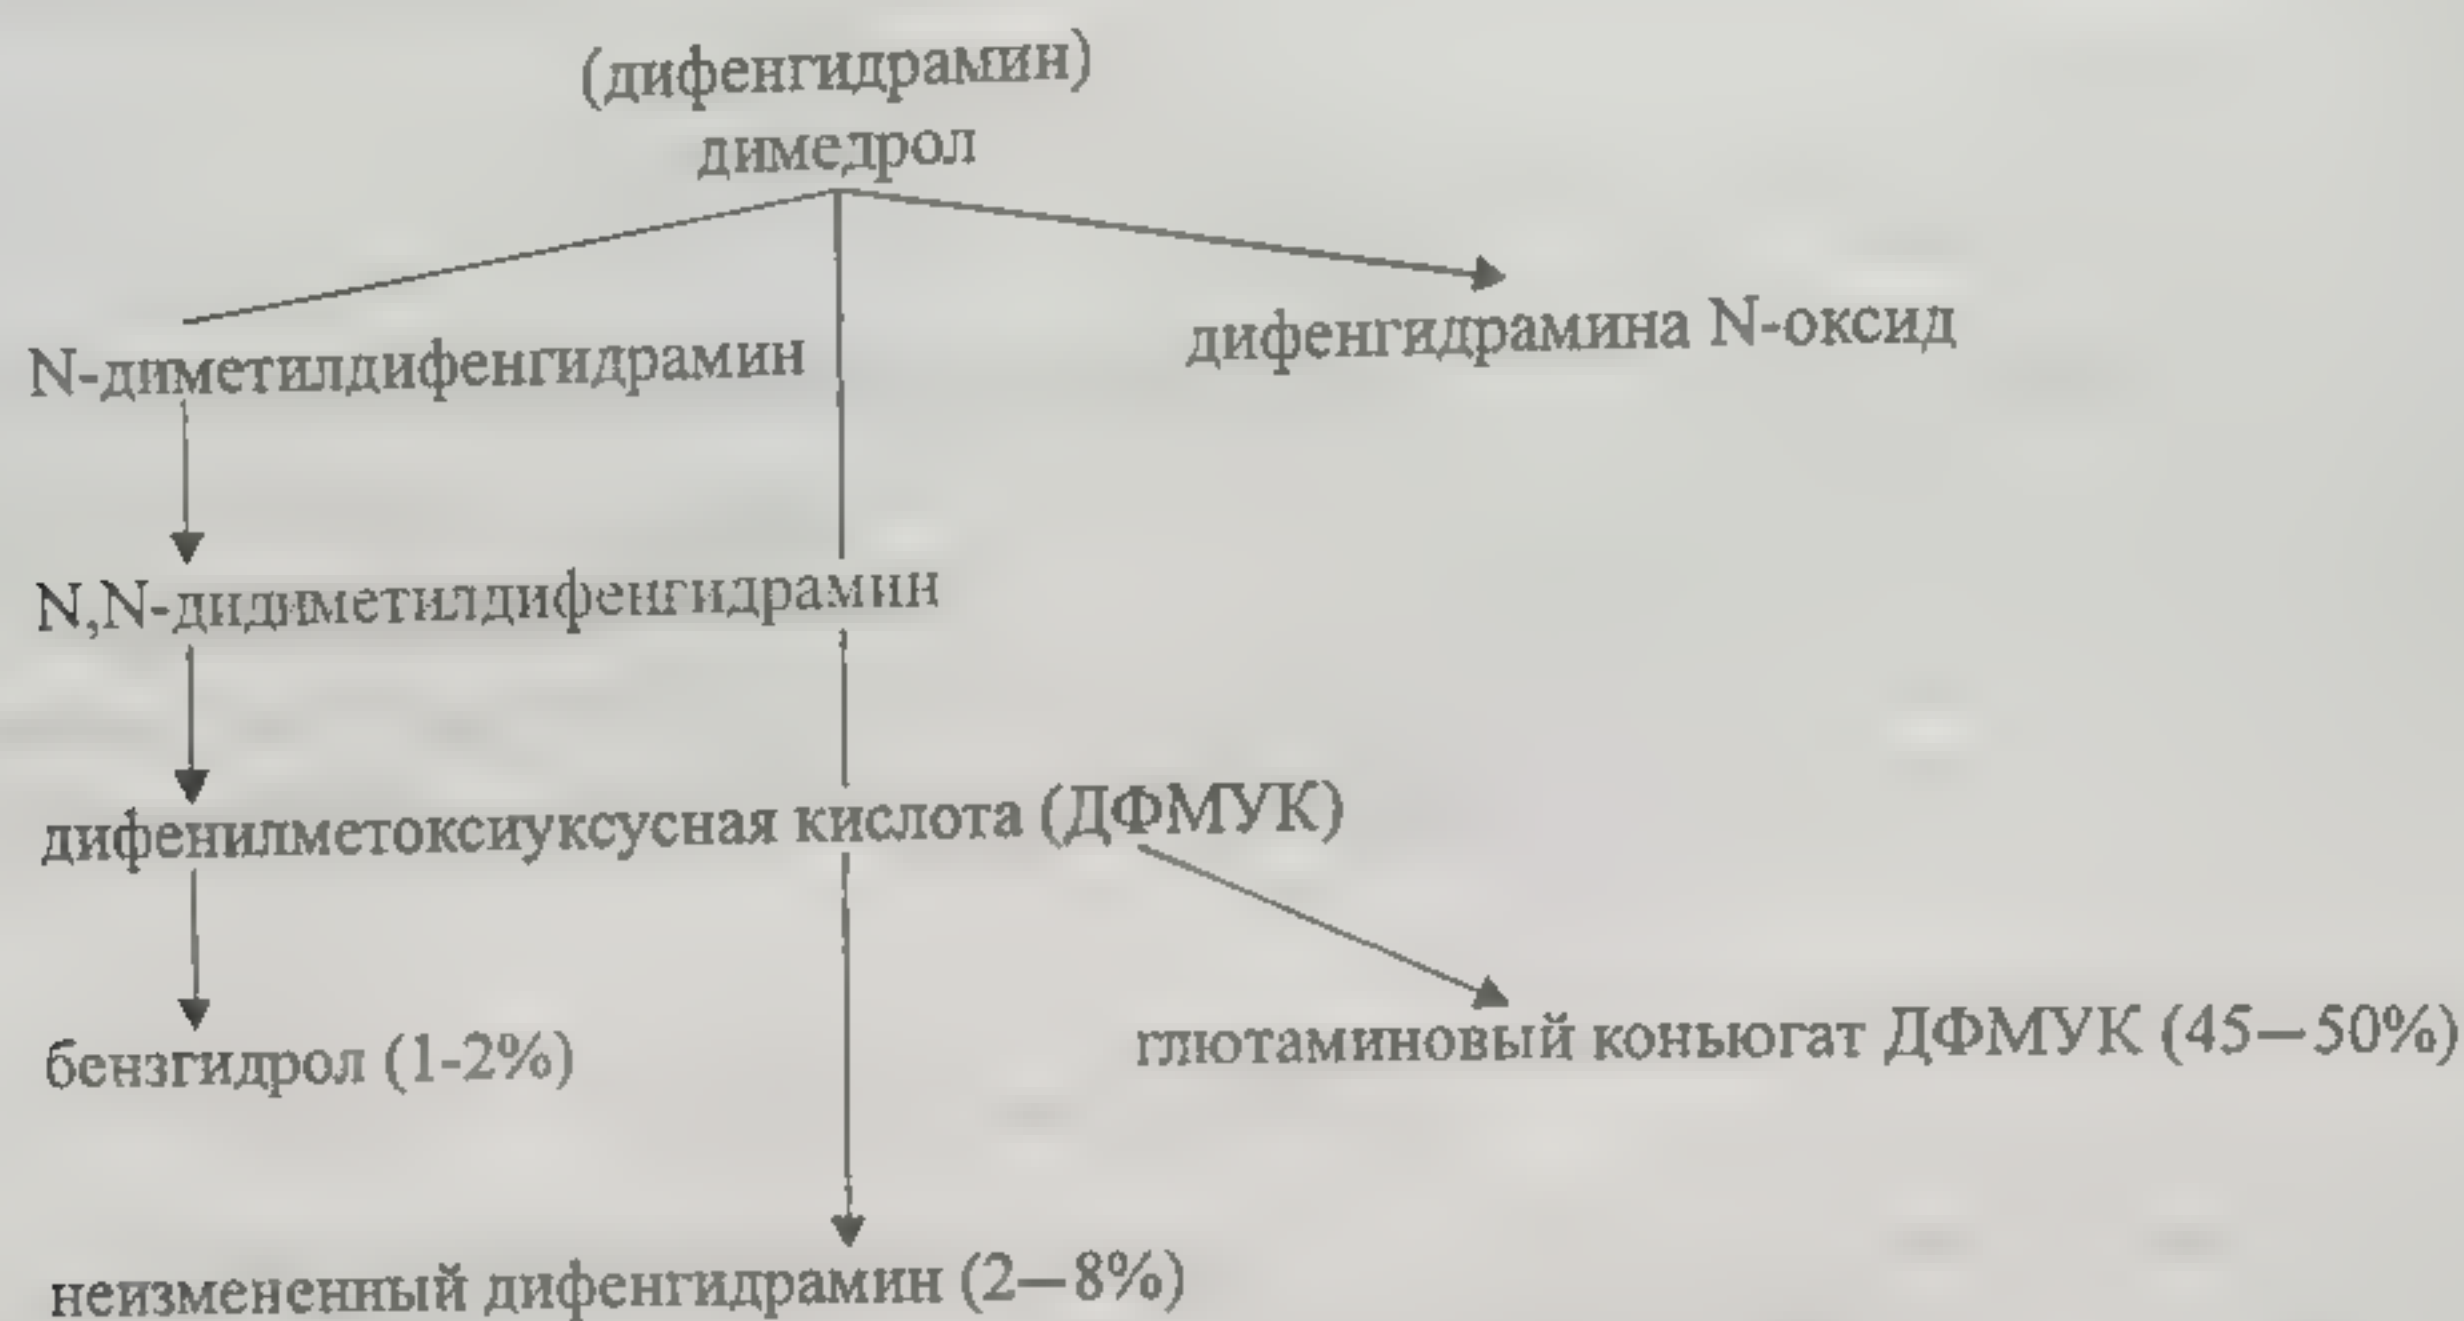 (дифенгидрамин)
димедрол
дифенгидрамина N-оксид
N-диметилдифенгидрамин
N,N-дидиметилдифенгидрамин
дифенилметоксиуксусная кислота (ДФМУК)
глютаминовый коньюгат ДФМУК (45—50%)
бензгидрол (1-2%)
неизмененный дифенгидрамин (2—8%)